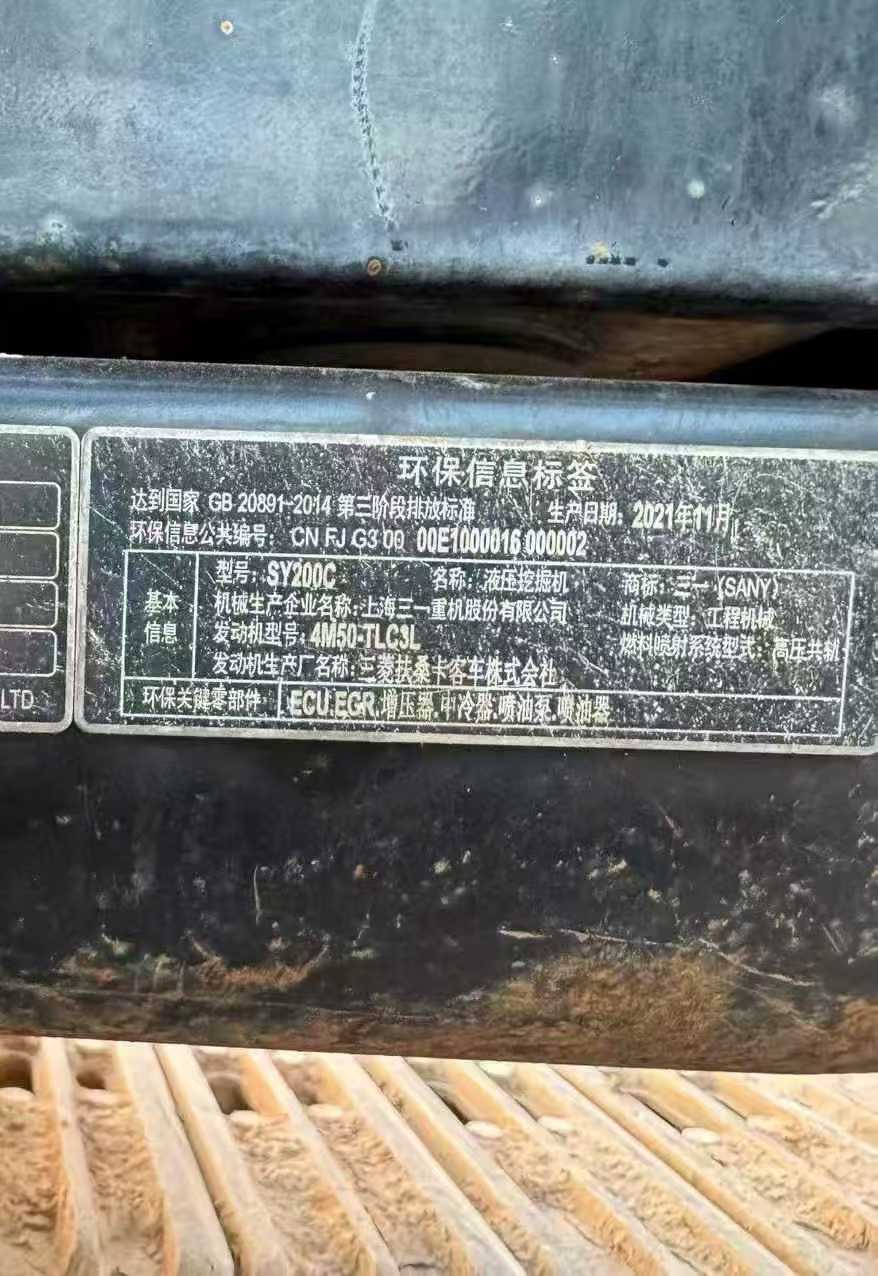 环保信息标签
达到国家 GB 20891-2014 第三阶段排放标准 生产日期: 2021年11月
环保信息公共编号: CN FJ G3 00 00E1000016 000002
基本信息
型号: SY200C 名称: 液压挖掘机 商标: 三一 (SANY)
机械生产企业名称: 上海三一重机股份有限公司 机械类型: 工程机械
发动机型号: 4M50-TLC3L 燃料喷射系统型式: 高压共轨
发动机生产厂名称: 三菱扶桑卡客车株式会社
环保关键零部件 ECU.EGR.增压器.中冷器.喷油泵.喷油器
LTD